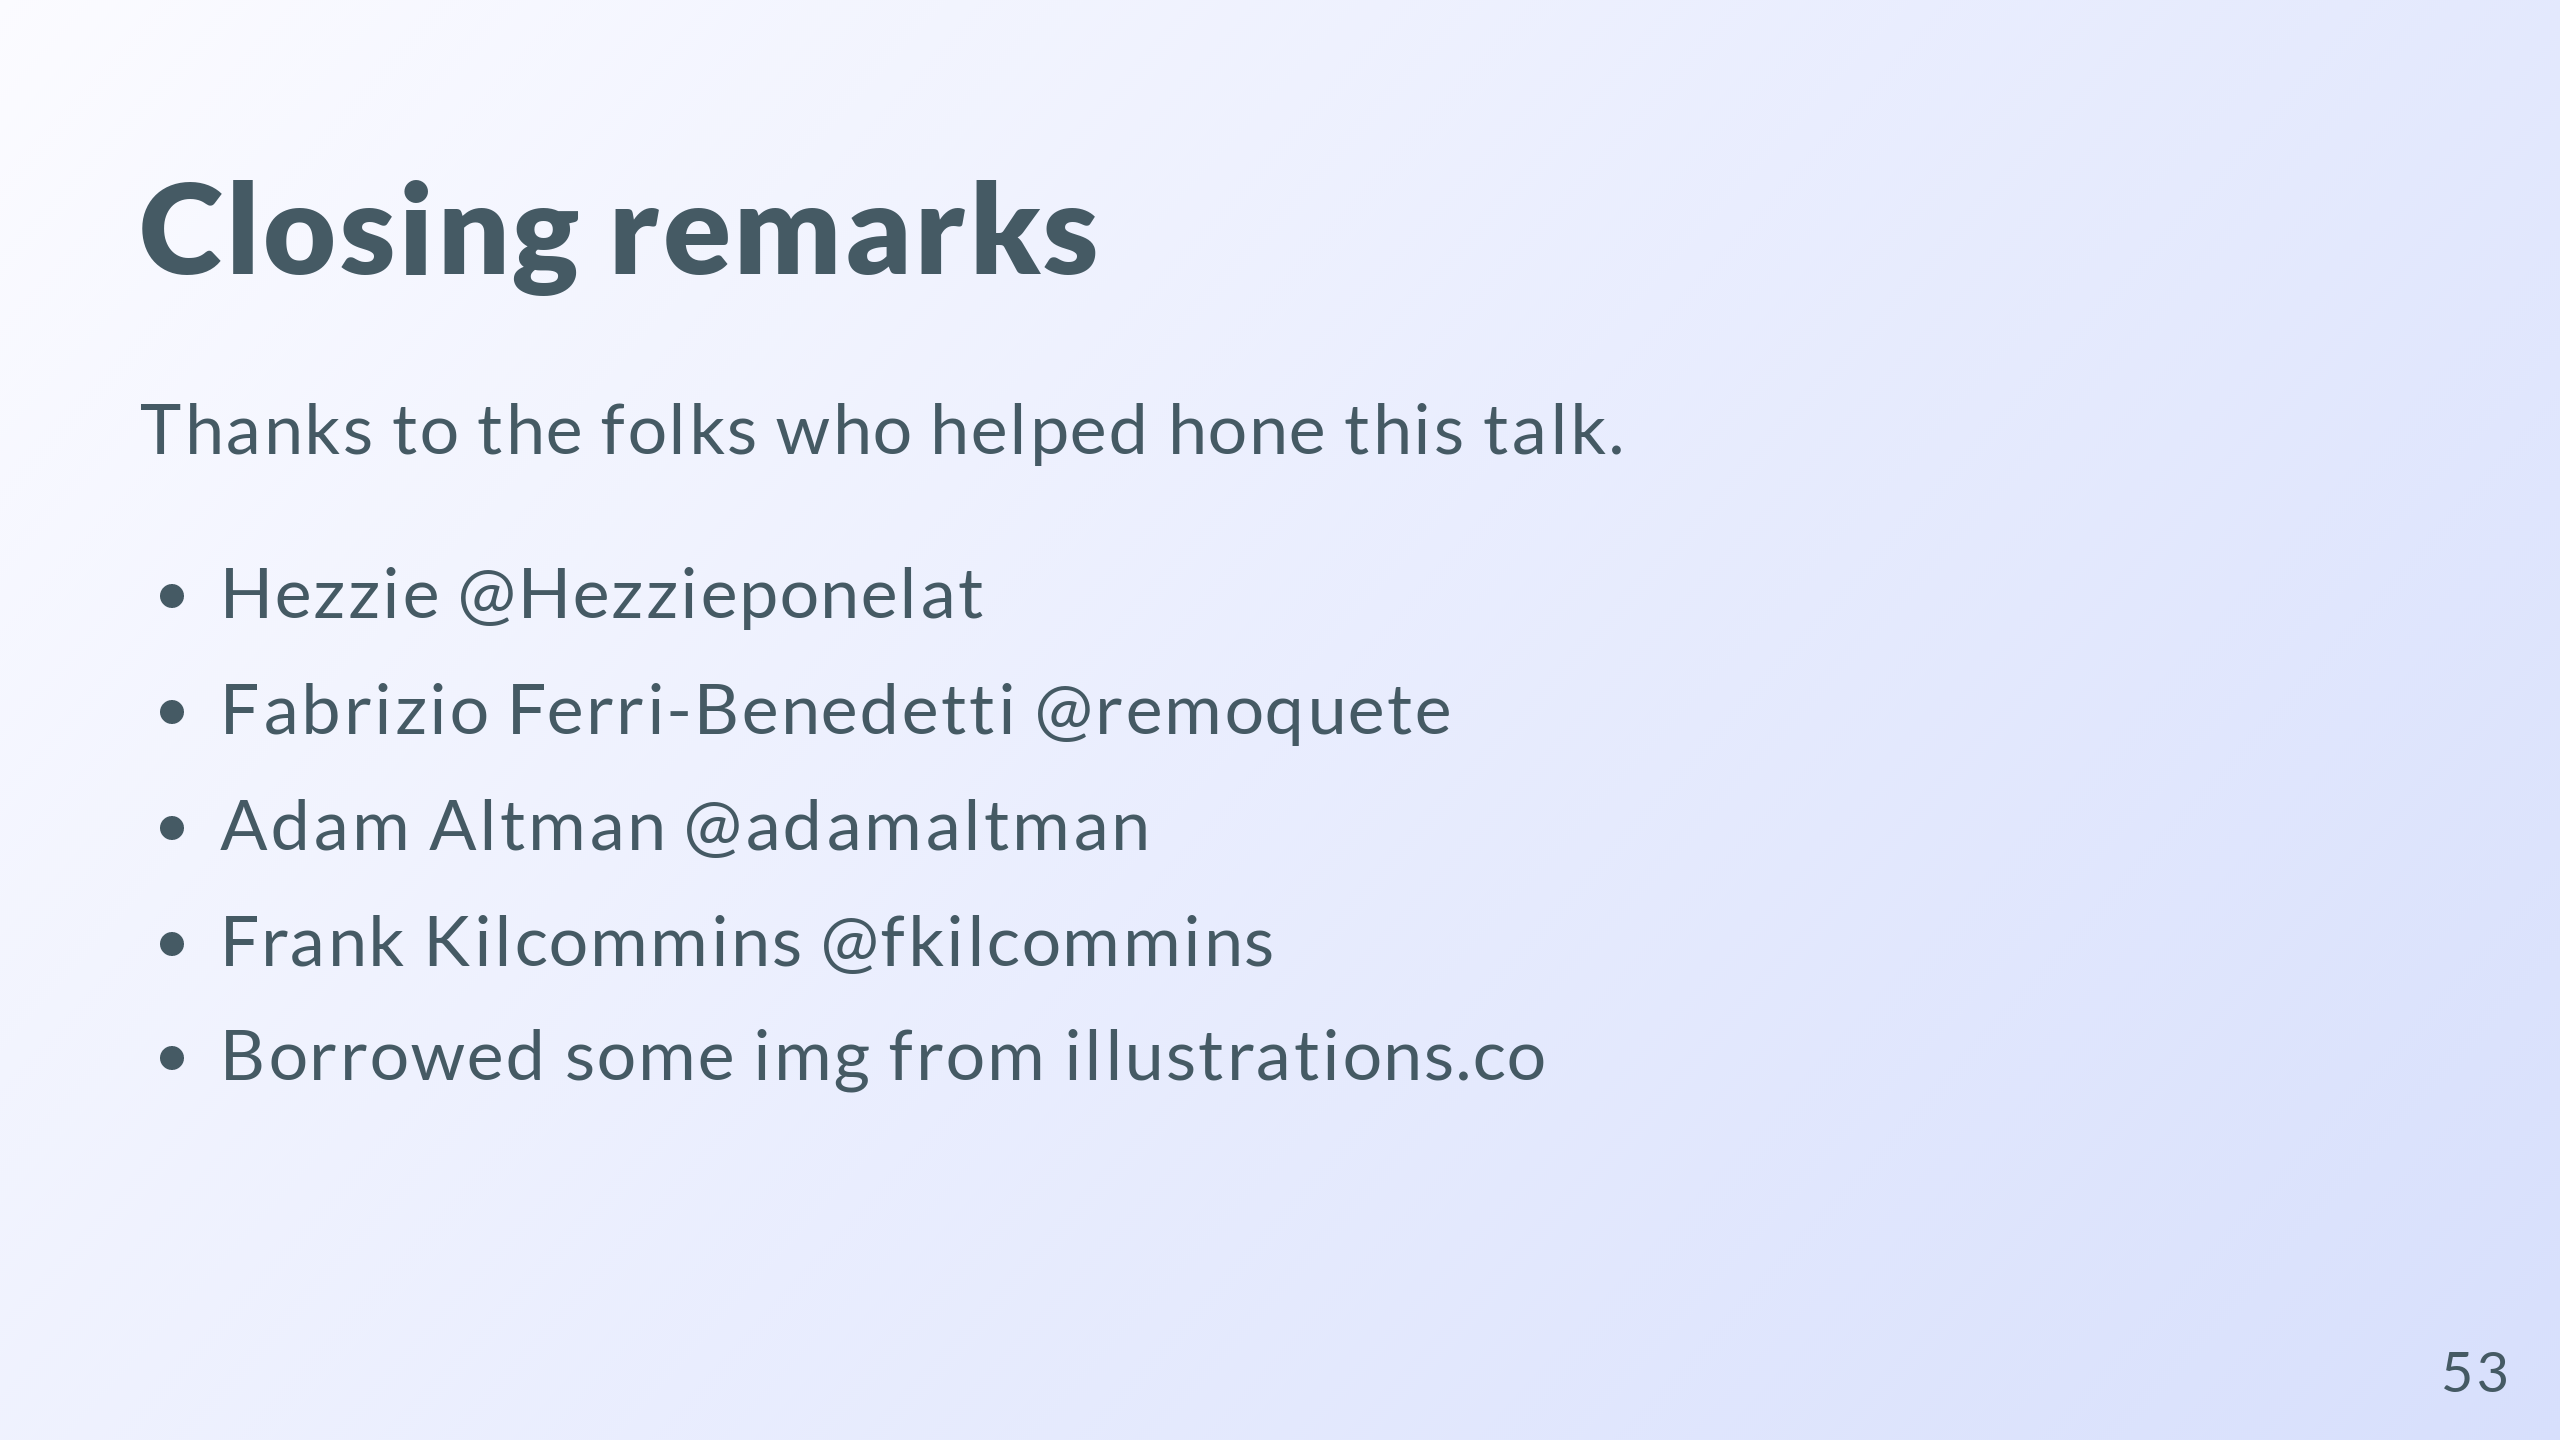 Closing remarks
Thanks to the folks who helped hone this talk.
• Hezzie @Hezzieponelat
• Fabrizio Ferri-Benedetti @remoquete
• Adam Altman @adamaltman
• Frank Kilcommins @fkilcommins
• Borrowed some img from illustrations.co
53